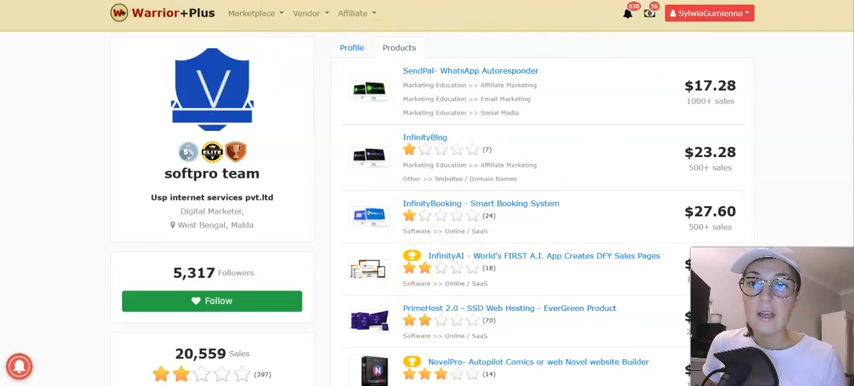 Warrior+Plus
Marketplace
Vendor
Affiliate
638
56
SylwiaGumienna
V
5%
ELITE
softpro team
Usp internet services pvt.ltd
Digital Marketer,
West Bengal, Malda
5,317 Followers
Follow
20,559 Sales
(397)
Profile
Products
SendPal- WhatsApp Autoresponder
Marketing Education >> Affiliate Marketing
Marketing Education >> Email Marketing
Marketing Education >> Social Media
$17.28
1000+ sales
InfinityBlog
(7)
Marketing Education >> Affiliate Marketing
Other >> Websites / Domain Names
$23.28
500+ sales
InfinityBooking - Smart Booking System
(24)
Software >> Online / SaaS
$27.60
500+ sales
InfinityAI - World's FIRST A.I. App Creates DFY Sales Pages
(18)
Software >> Online / SaaS
PrimeHost 2.0 - SSD Web Hosting - EverGreen Product
(70)
NovelPro- Autopilot Comics or web Novel website Builder
(14)